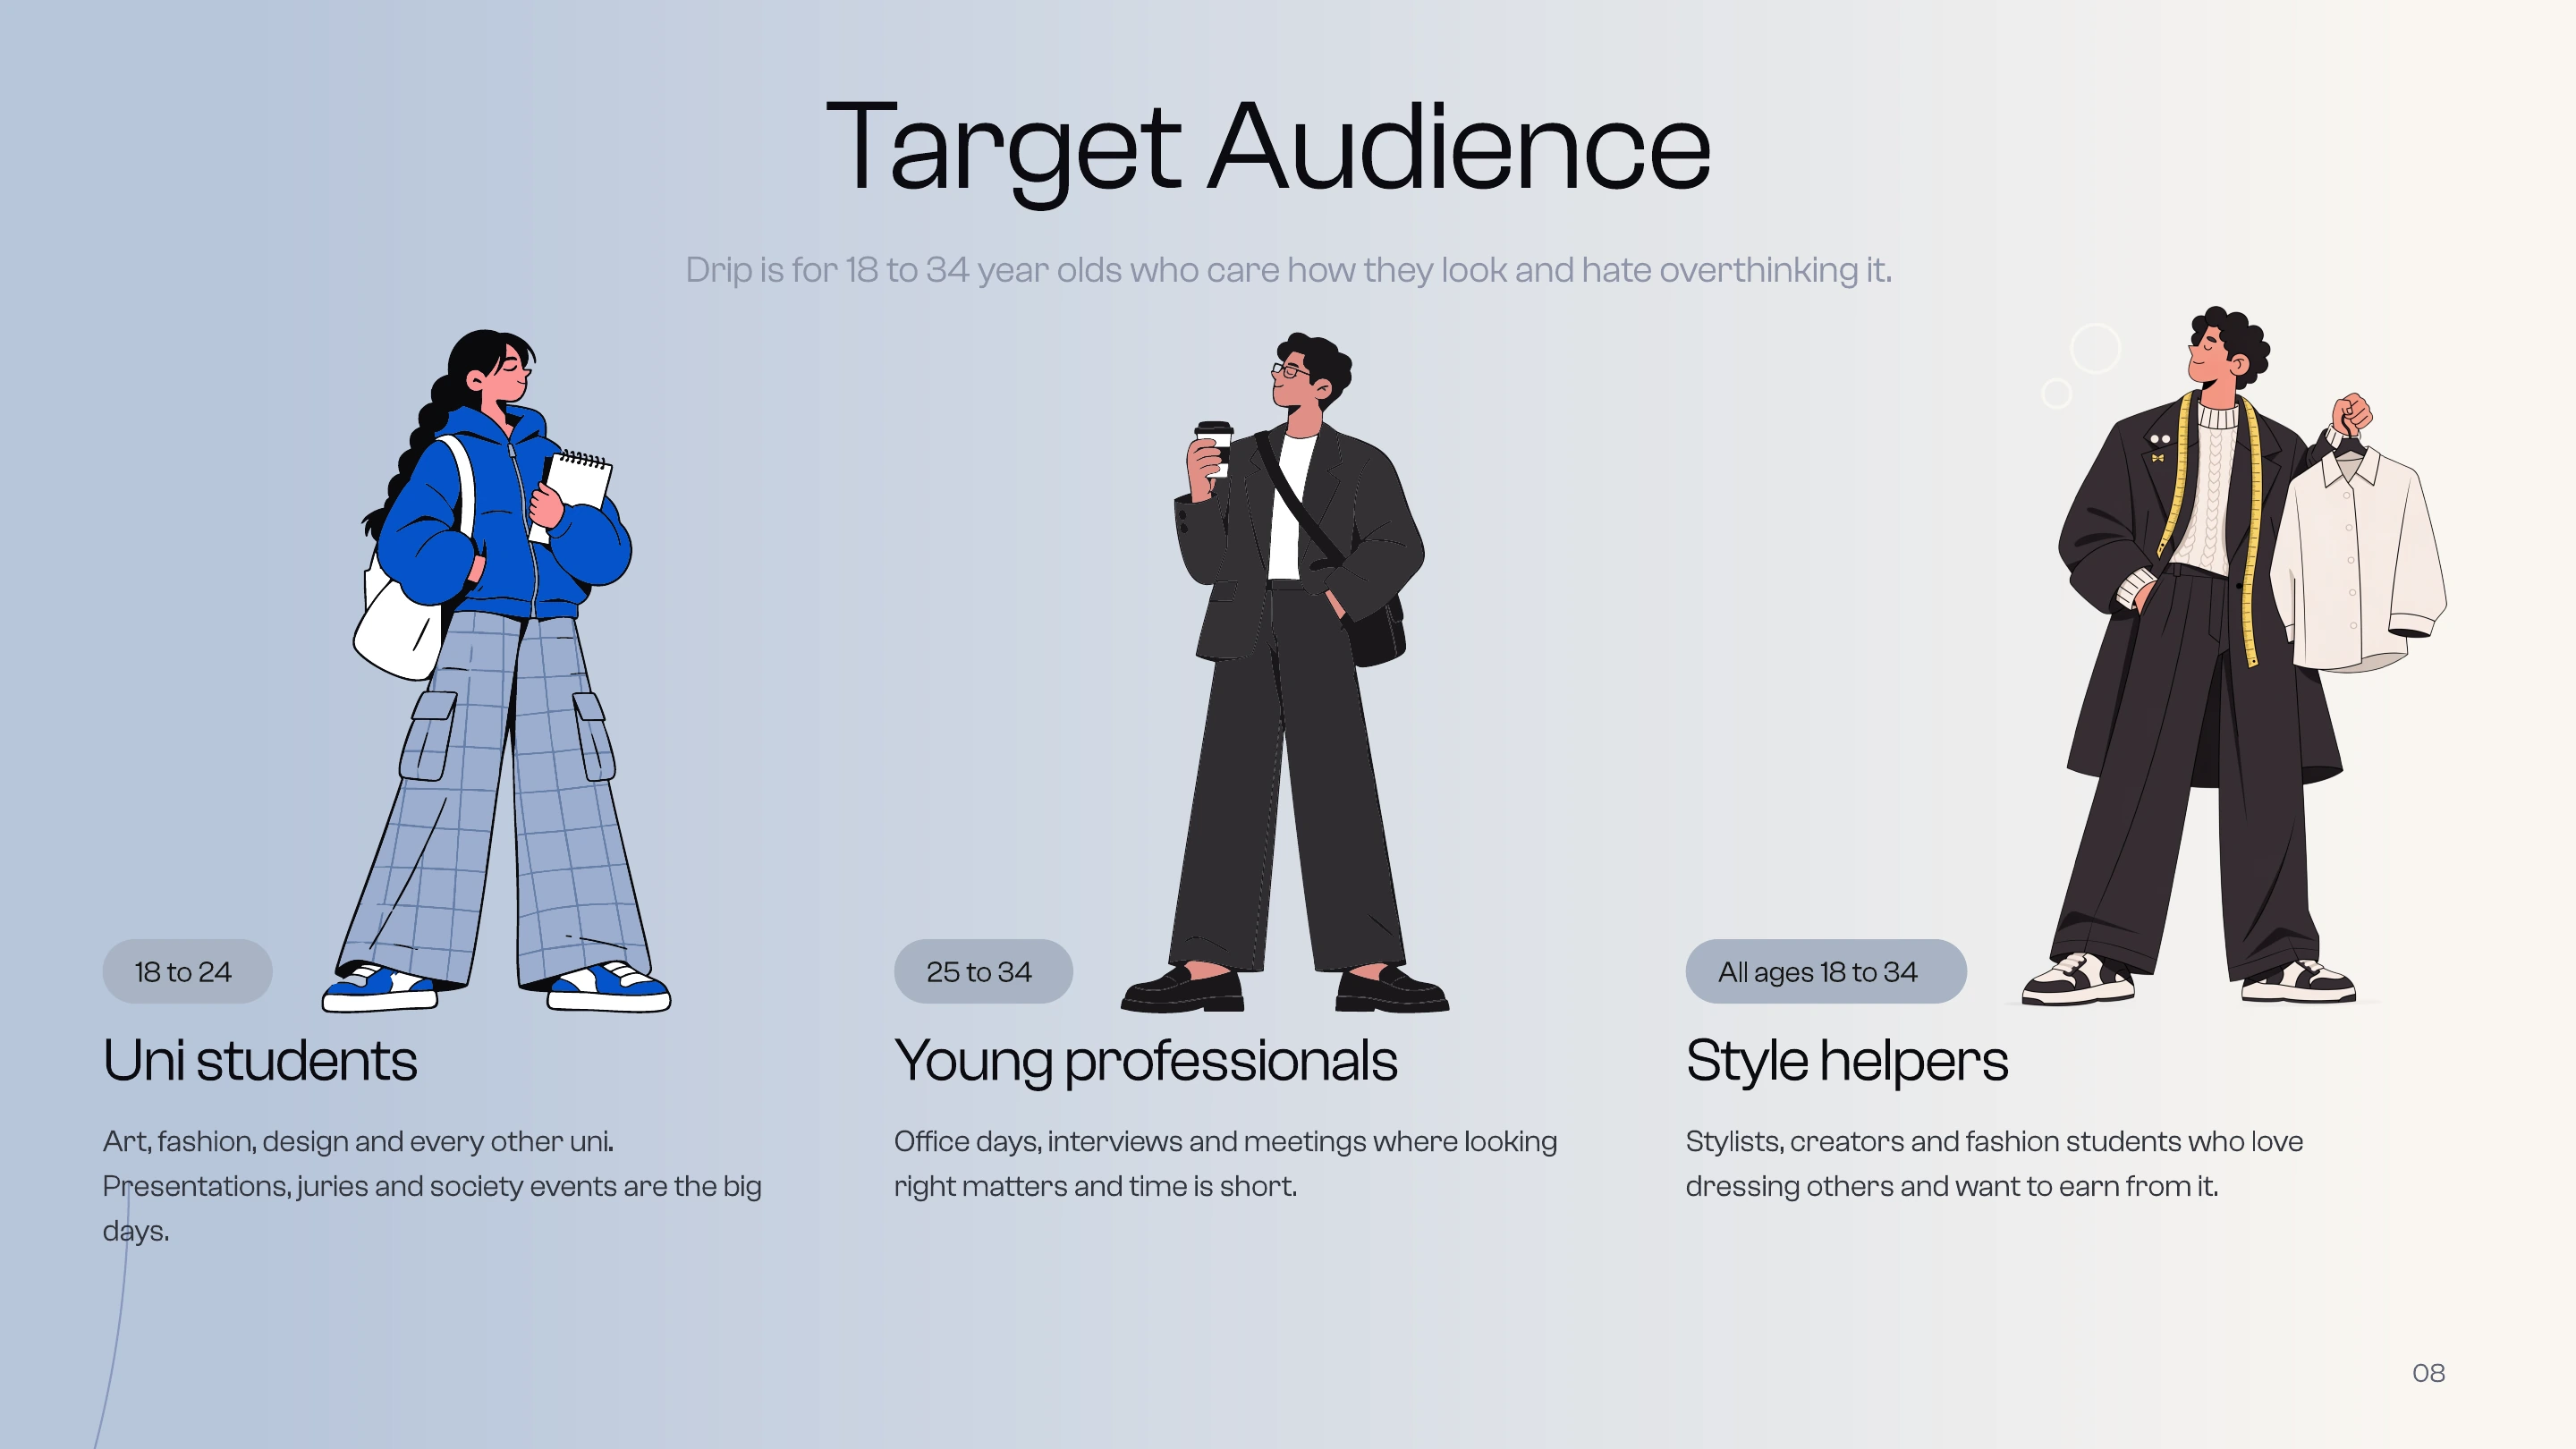 Target Audience
Drip is for 18 to 34 year olds who care how they look and hate overthinking it.
18 to 24
Uni students
Art, fashion, design and every other uni.
Presentations, juries and society events are the big
days.
25 to 34
Young professionals
Office days, interviews and meetings where looking
right matters and time is short.
All ages 18 to 34
Style helpers
Stylists, creators and fashion students who love
dressing others and want to earn from it.
08